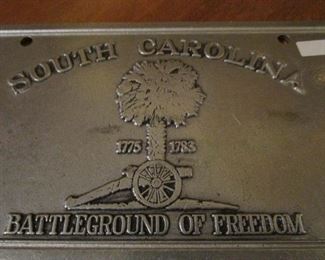 SOUTH CAROLINA
1775 1783
BATTLEGROUND OF FREEDOM